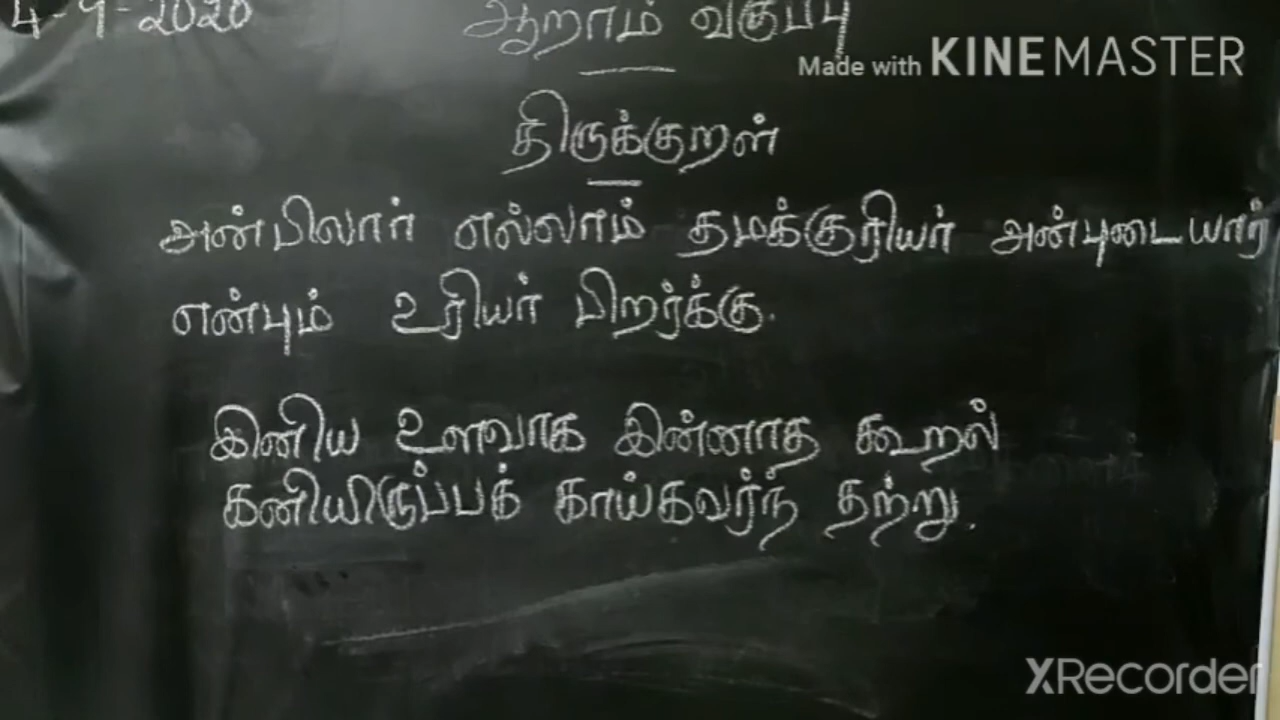 4-9-2020
ஆறாம் வகுப்பு
Made with KINEMASTER
திருக்குறள்
அன்பிலார் எல்லாம் தமக்குரியர் அன்புடையார்
என்பும் உரியர் பிறர்க்கு.
இனிய உளவாக இன்னாத கூறல்
கனியிருப்பக் காய்கவர்ந் தற்று.
XRecorder